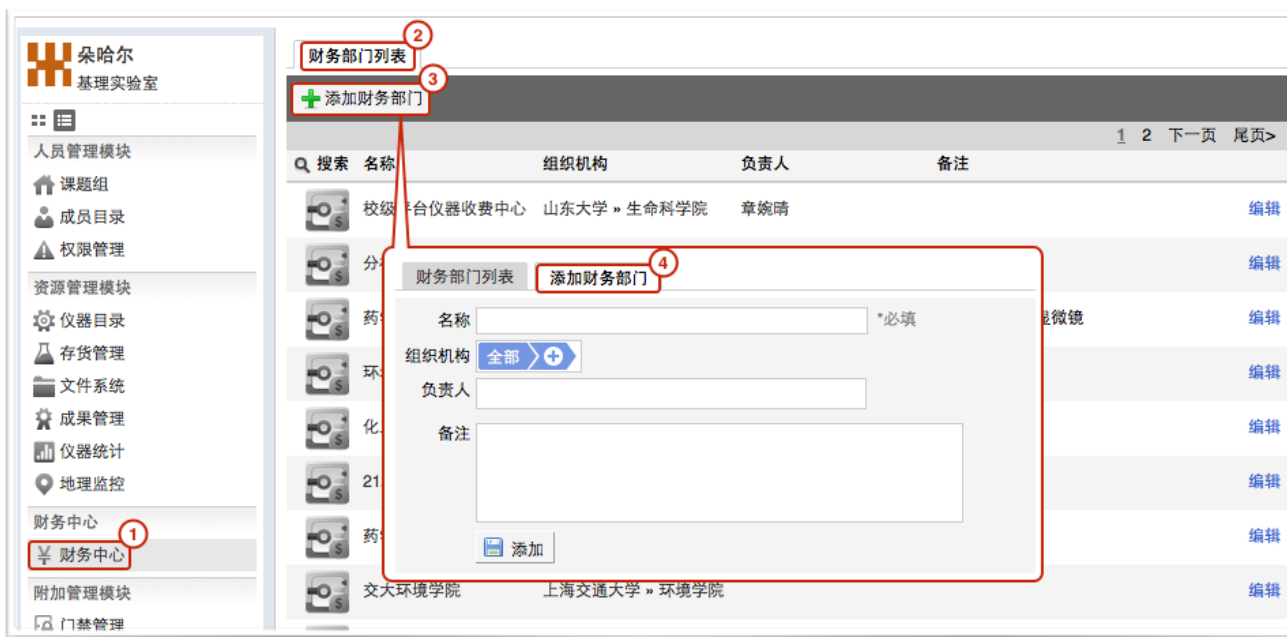 朵哈尔
基理实验室
人员管理模块
课题组
成员目录
权限管理
资源管理模块
仪器目录
存货管理
文件系统
成果管理
仪器统计
地理监控
财务中心
1
¥ 财务中心
附加管理模块
门禁管理
2
财务部门列表
3
添加财务部门
1 2 下一页 尾页>
搜索 名称 组织机构 负责人 备注
校级平台仪器收费中心 山东大学 » 生命科学院 章婉晴 编辑
编辑
药 显微镜 编辑
编辑
化 编辑
21 编辑
药 编辑
交大环境学院 上海交通大学 » 环境学院 编辑
4
财务部门列表 添加财务部门
名称 *必填
组织机构 全部
负责人
备注
添加